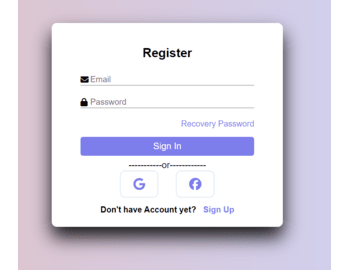 Register
Email
Password
Recovery Password
Sign In
-----------or------------
G
Don't have Account yet? Sign Up